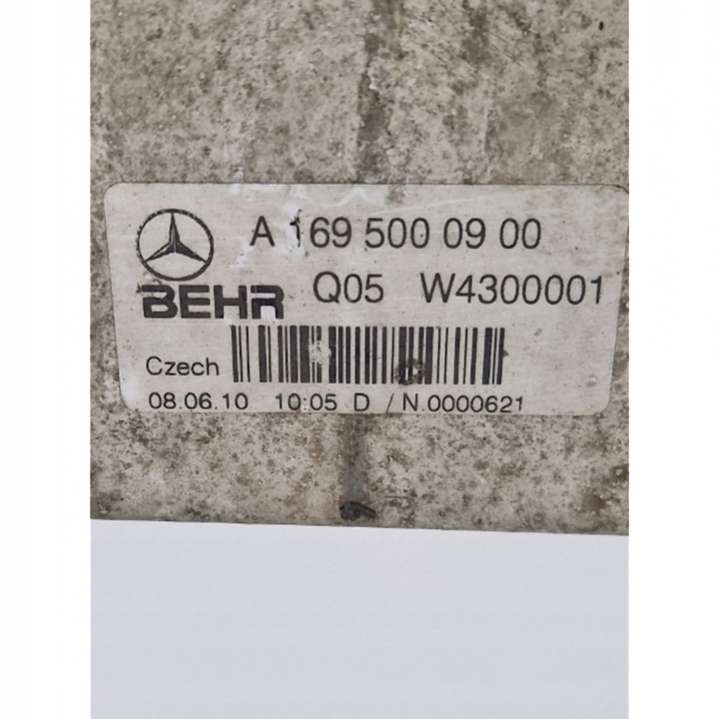 A 169 500 09 00
BEHR Q05 W4300001
Czech
08.06.10 10:05 D / N.0000621